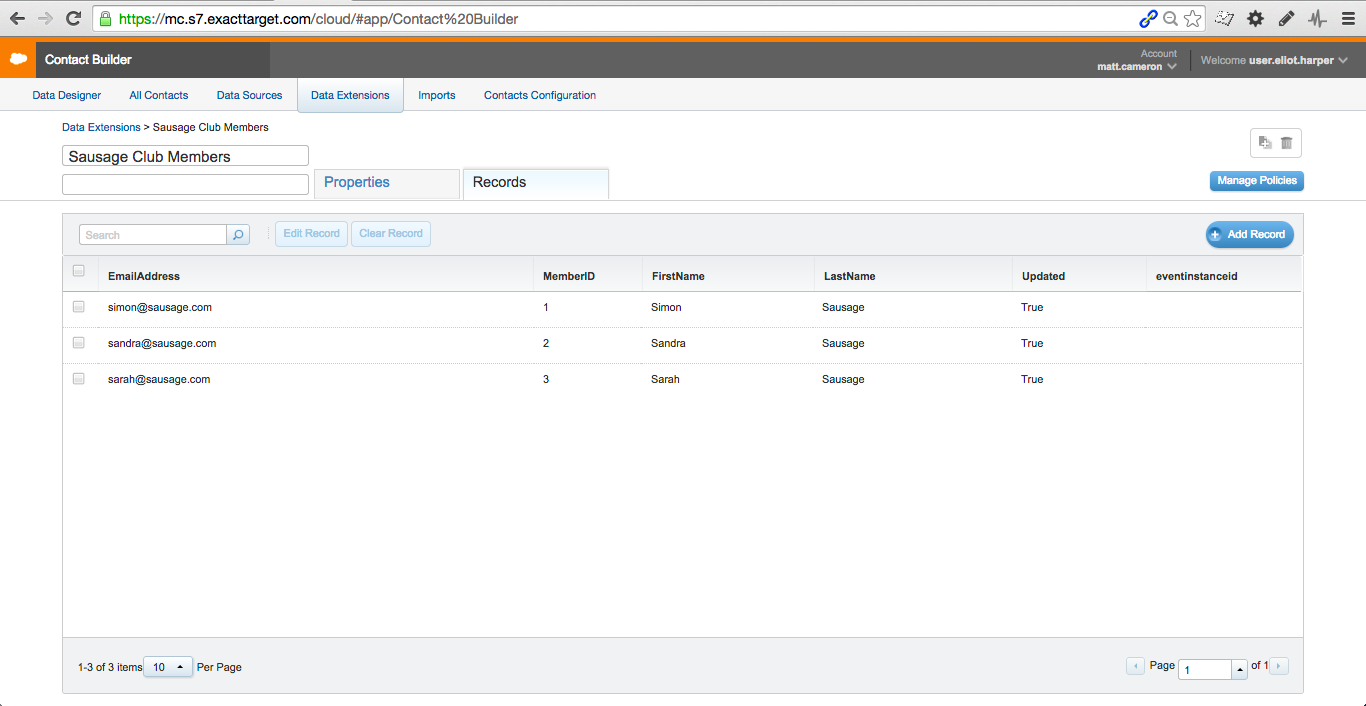 https://mc.s7.exacttarget.com/cloud/#app/Contact%20Builder
Contact Builder
Account
matt.cameron
Welcome user.eliot.harper
Data Designer All Contacts Data Sources Data Extensions Imports Contacts Configuration
Data Extensions > Sausage Club Members
Sausage Club Members
Properties Records
Manage Policies
Search Edit Record Clear Record Add Record
EmailAddress MemberID FirstName LastName Updated eventinstanceid
simon@sausage.com 1 Simon Sausage True
sandra@sausage.com 2 Sandra Sausage True
sarah@sausage.com 3 Sarah Sausage True
1-3 of 3 items 10 Per Page Page 1 of 1